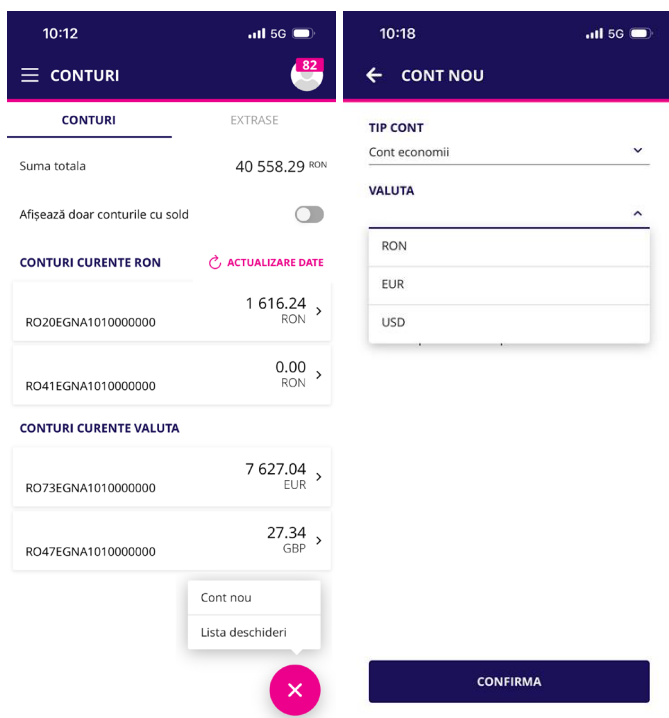 10:12
5G
CONTURI
82
CONTURI EXTRASE
Suma totala 40 558.29 RON
Afișează doar conturile cu sold
CONTURI CURENTE RON ACTUALIZARE DATE
1 616.24
RON
RO20EGNA1010000000
0.00
RON
RO41EGNA1010000000
CONTURI CURENTE VALUTA
7 627.04
EUR
RO73EGNA1010000000
27.34
GBP
RO47EGNA1010000000
Cont nou
Lista deschideri
10:18
5G
CONT NOU
TIP CONT
Cont economii
VALUTA
RON
EUR
USD
CONFIRMA